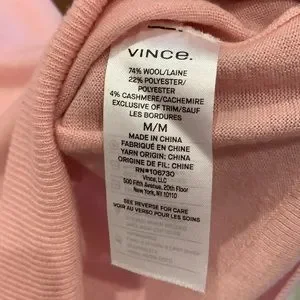 VINCE.
74% WOOL/LAINE
22% POLYESTER/
POLYESTER
4% CASHMERE/CACHEMIRE
EXCLUSIVE OF TRIM/SAUF
LES BORDURES
M/M
MADE IN CHINA
FABRIQUÉ EN CHINE
YARN ORIGIN: CHINA
ORIGINE DE FIL: CHINE
RN#106730
Vince, LLC
500 Fifth Avenue, 20th Floor
New York, NY 10110
SEE REVERSE FOR CARE
VOIR AU VERSO POUR LES SOINS